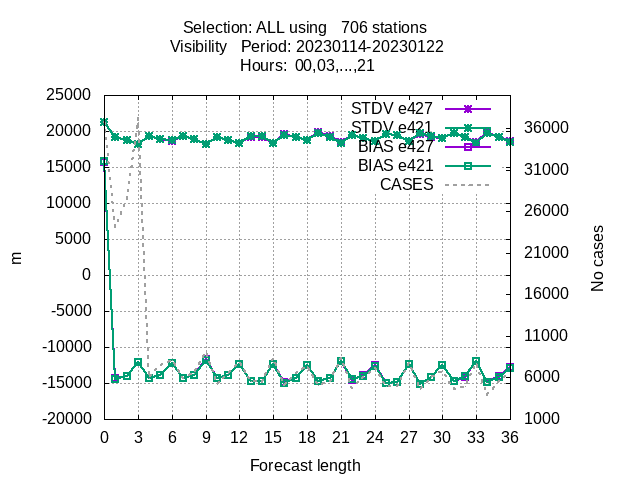 Selection: ALL using   706 stations
Visibility   Period: 20230114-20230122
Hours:  00,03,...,21
25000
20000
15000
10000
5000
0
-5000
-10000
-15000
-20000
m
STDV e427
STDV e421
BIAS e427
BIAS e421
CASES
36000
31000
26000
21000
16000
11000
6000
1000
No cases
0 3 6 9 12 15 18 21 24 27 30 33 36
Forecast length